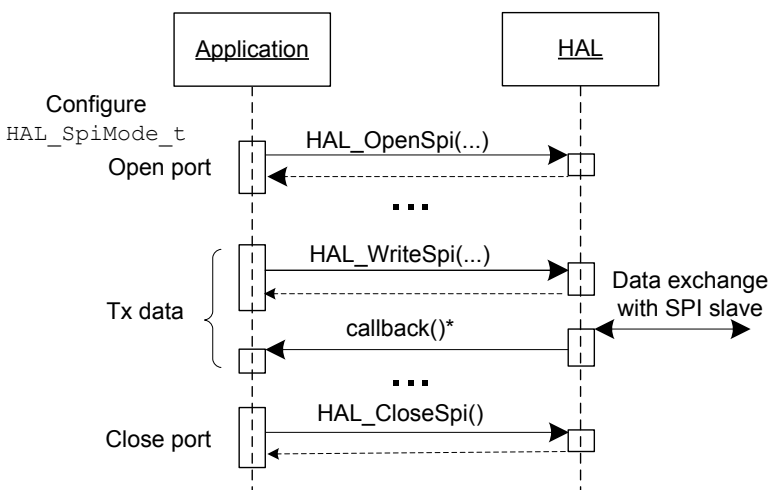 Application
HAL
Configure
HAL_SpiMode_t
HAL_OpenSpi(...)
Open port
...
HAL_WriteSpi(...)
Data exchange
with SPI slave
Tx data
callback()*
...
HAL_CloseSpi()
Close port